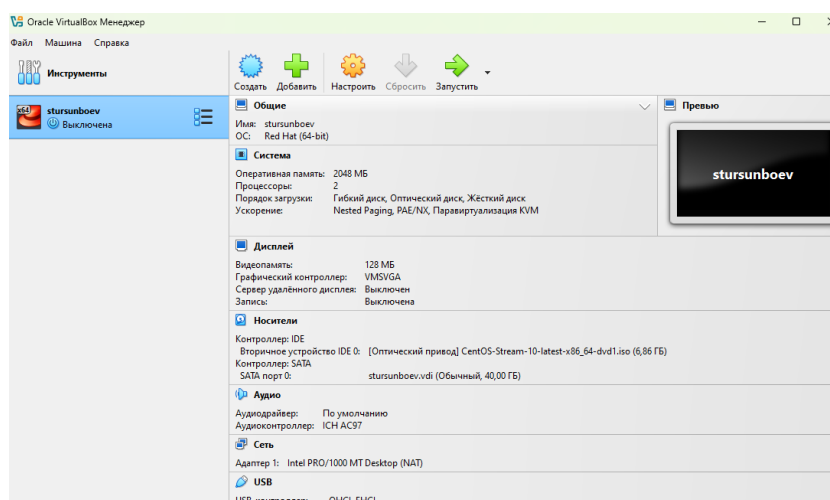 Oracle VirtualBox Менеджер
Файл Машина Справка
Инструменты
Создать Добавить Настроить Сбросить Запустить
x64
stursunboev
Выключена
Общие
Имя: stursunboev
ОС: Red Hat (64-bit)
Превью
stursunboev
Система
Оперативная память: 2048 МБ
Процессоры: 2
Порядок загрузки: Гибкий диск, Оптический диск, Жёсткий диск
Ускорение: Nested Paging, PAE/NX, Паравиртуализация KVM
Дисплей
Видеопамять: 128 МБ
Графический контроллер: VMSVGA
Сервер удалённого дисплея: Выключен
Запись: Выключена
Носители
Контроллер: IDE
Вторичное устройство IDE 0: [Оптический привод] CentOS-Stream-10-latest-x86_64-dvd1.iso (6,86 ГБ)
Контроллер: SATA
SATA порт 0: stursunboev.vdi (Обычный, 40,00 ГБ)
Аудио
Аудиодрайвер: По умолчанию
Аудиоконтроллер: ICH AC97
Сеть
Адаптер 1: Intel PRO/1000 MT Desktop (NAT)
USB
USB-контроллер: OHCI, EHCI